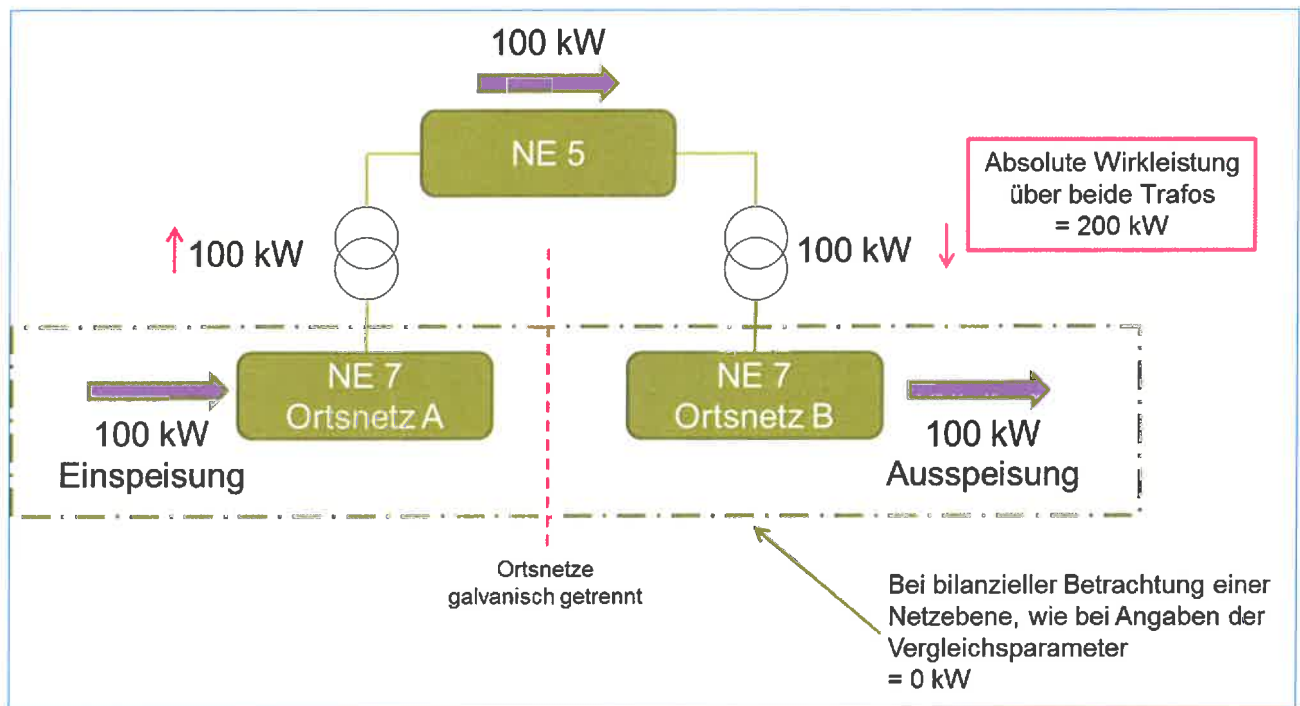 100 kW
NE 5
Absolute Wirkleistung
über beide Trafos
= 200 kW
100 kW
100 kW
NE 7
Ortsnetz A
NE 7
Ortsnetz B
100 kW
Einspeisung
100 kW
Ausspeisung
Ortsnetze
galvanisch getrennt
Bei bilanzieller Betrachtung einer
Netzebene, wie bei Angaben der
Vergleichsparameter
= 0 kW